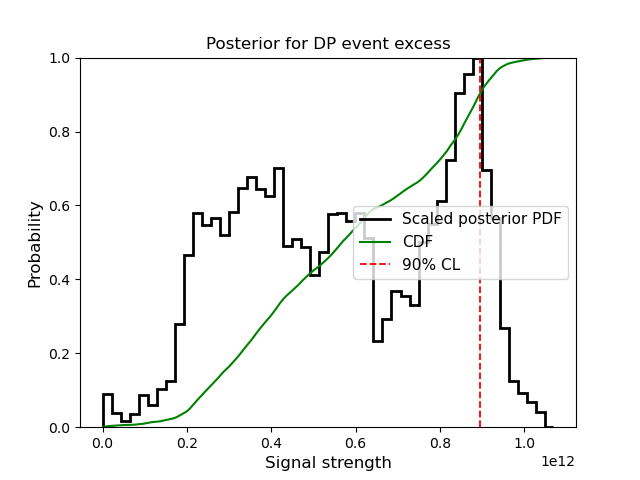 Posterior for DP event excess
Probability
1.0
0.8
0.6
0.4
0.2
0.0
Scaled posterior PDF
CDF
90% CL
0.0 0.2 0.4 0.6 0.8 1.0
1e12
Signal strength